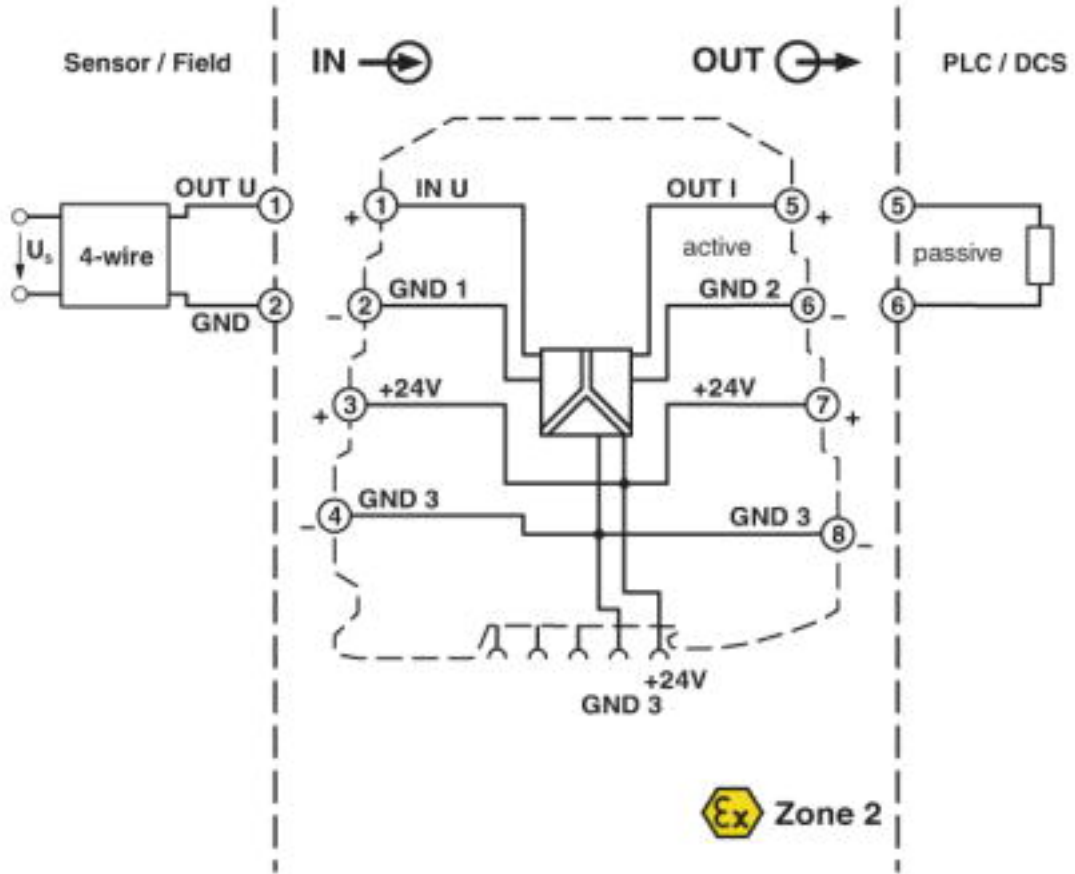 Sensor / Field
IN
OUT
PLC / DCS
OUT U
1
1
IN U
OUT I
5
5
+
+
Us
4-wire
active
passive
2
2
GND 1
GND 2
6
6
-
-
GND
+24V
+24V
3
7
+
+
GND 3
GND 3
4
8
-
-
+24V
GND 3
Ex
Zone 2